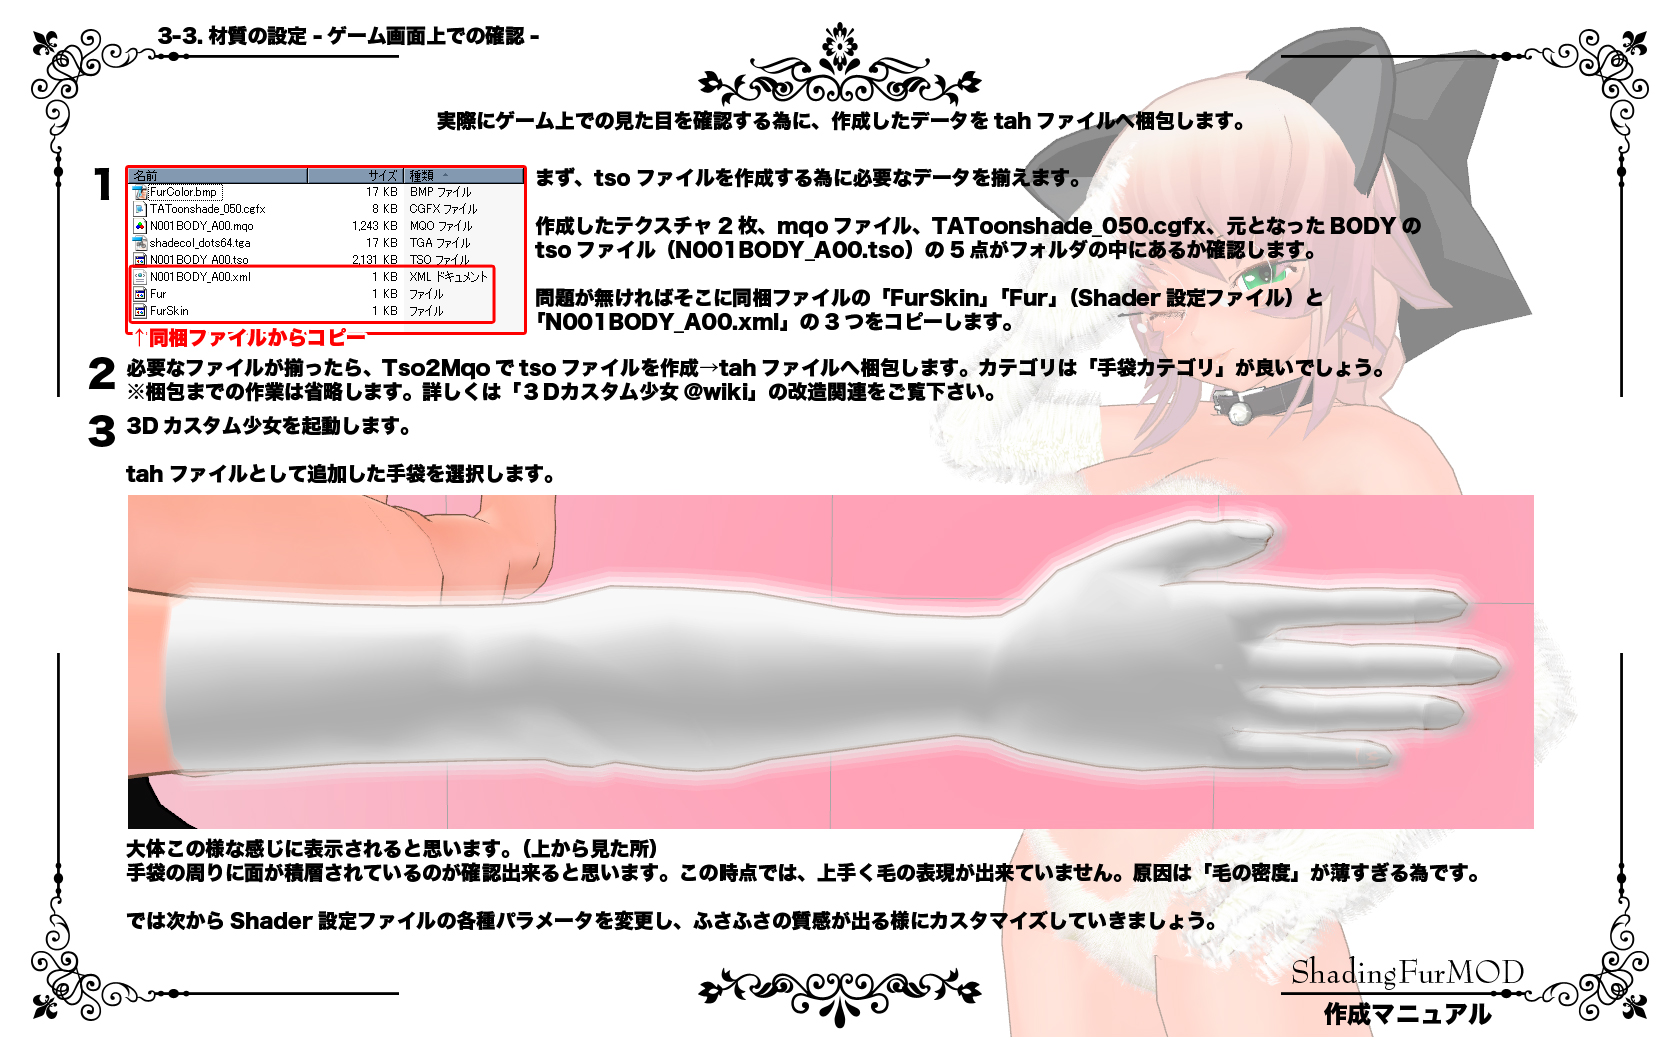 3-3. 材質の設定 - ゲーム画面上での確認 -
実際にゲーム上での見た目を確認する為に、作成したデータを tah ファイルへ梱包します。
1
名前 サイズ 種類
FurColor.bmp 17 KB BMP ファイル
TAToonshade_050.cgfx 8 KB CGFX ファイル
N001BODY_A00.mqo 1,243 KB MQO ファイル
shadecol_dots64.tga 17 KB TGA ファイル
N001BODY_A00.tso 2,131 KB TSO ファイル
N001BODY_A00.xml 1 KB XML ドキュメント
Fur 1 KB ファイル
FurSkin 1 KB ファイル
↑同梱ファイルからコピー
まず、tso ファイルを作成する為に必要なデータを揃えます。
作成したテクスチャ 2 枚、mqo ファイル、TAToonshade_050.cgfx、元となった BODY の
tso ファイル（N001BODY_A00.tso）の 5 点がフォルダの中にあるか確認します。
問題が無ければそこに同梱ファイルの「FurSkin」「Fur」（Shader 設定ファイル）と
「N001BODY_A00.xml」の 3 つをコピーします。
2 必要なファイルが揃ったら、Tso2Mqo で tso ファイルを作成→tah ファイルへ梱包します。カテゴリは「手袋カテゴリ」が良いでしょう。
※梱包までの作業は省略します。詳しくは「３Dカスタム少女 @wiki」の改造関連をご覧下さい。
3 3D カスタム少女を起動します。
tah ファイルとして追加した手袋を選択します。
大体この様な感じに表示されると思います。（上から見た所）
手袋の周りに面が積層されているのが確認出来ると思います。この時点では、上手く毛の表現が出来ていません。原因は「毛の密度」が薄すぎる為です。
では次から Shader 設定ファイルの各種パラメータを変更し、ふさふさの質感が出る様にカスタマイズしていきましょう。
ShadingFurMOD
作成マニュアル